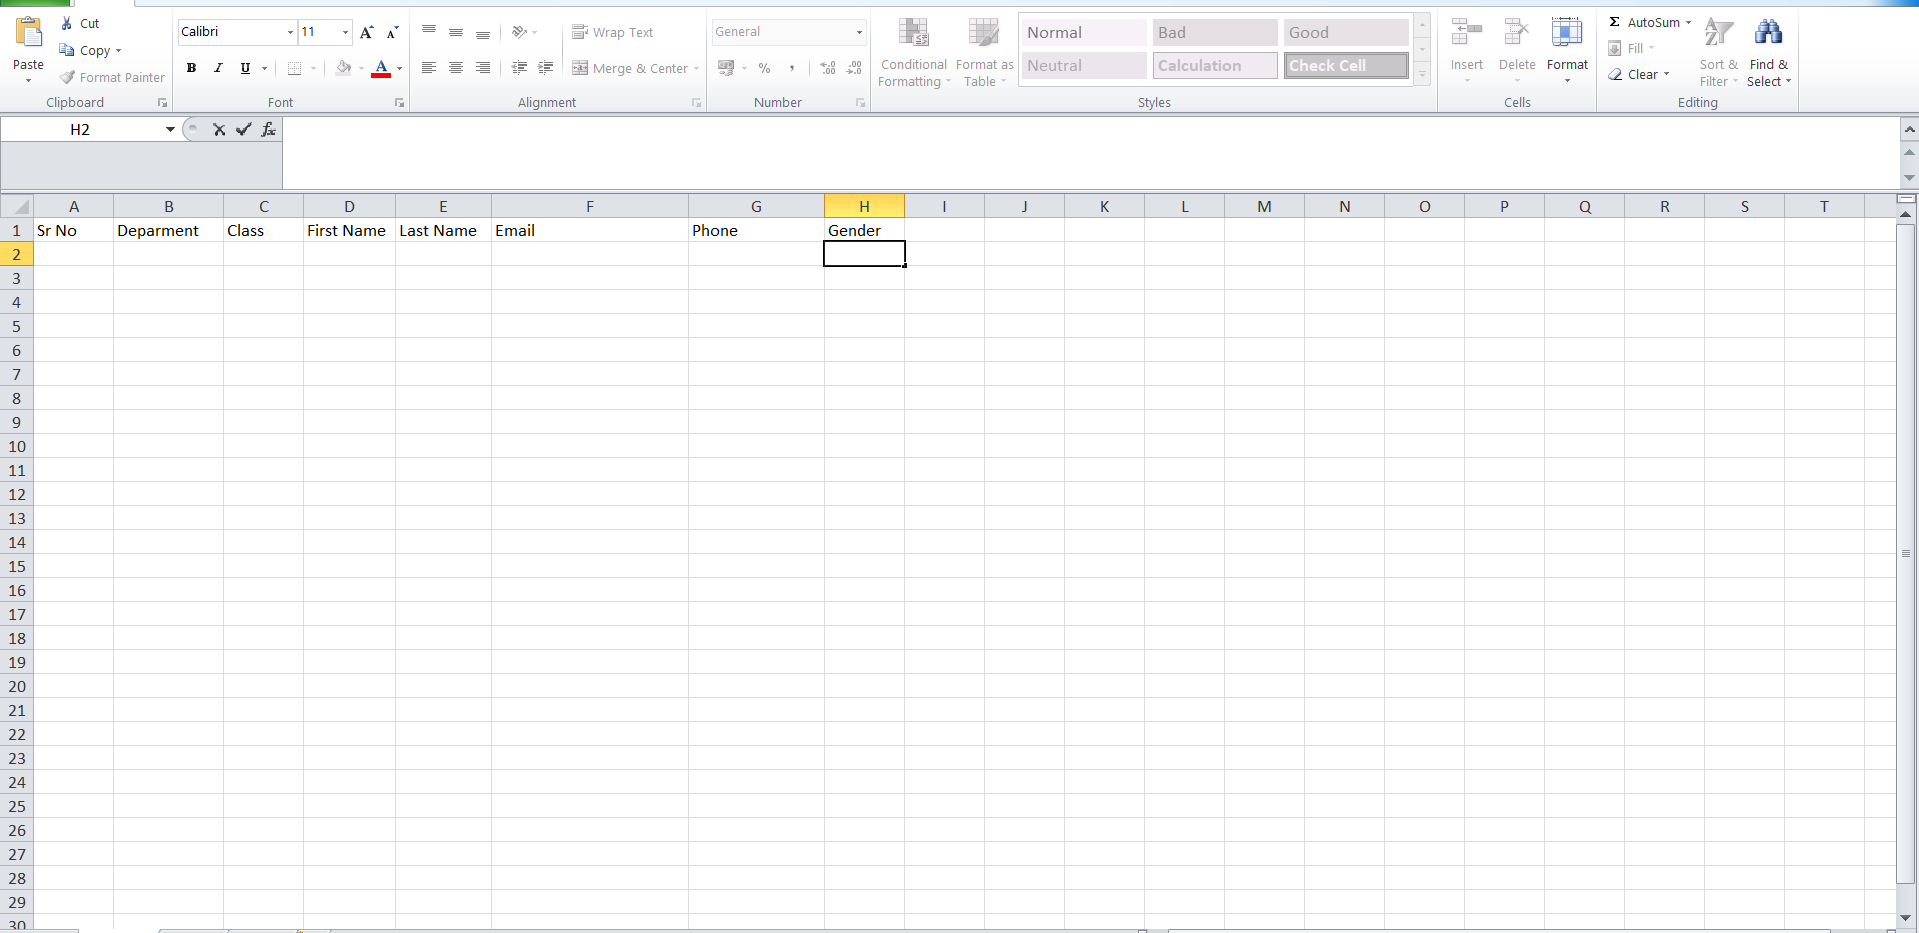 Cut
Copy
Paste
Format Painter
Clipboard
Calibri 11 A A
B I U A
Font
Wrap Text
Merge & Center
Alignment
General
% ,
Number
Conditional Formatting
Format as Table
Normal Bad Good
Neutral Calculation Check Cell
Styles
Insert Delete Format
Cells
Σ AutoSum
Fill
Clear
Sort & Filter
Find & Select
Editing
H2 fx
A B C D E F G H I J K L M N O P Q R S T
1 Sr No Deparment Class First Name Last Name Email Phone Gender
2
3
4
5
6
7
8
9
10
11
12
13
14
15
16
17
18
19
20
21
22
23
24
25
26
27
28
29
30